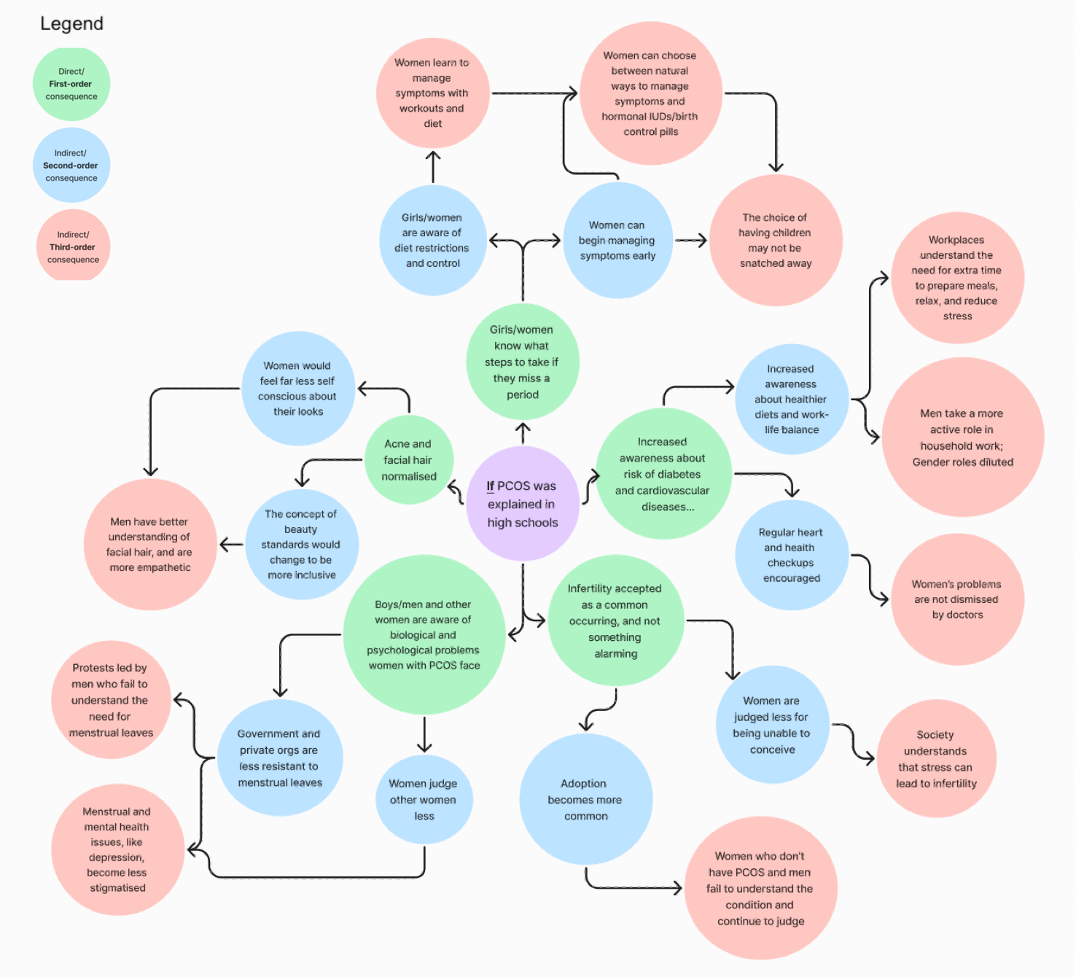 Legend
Direct/
First-order
consequence
Indirect/
Second-order
consequence
Indirect/
Third-order
consequence
Women learn to
manage
symptoms with
workouts and
diet
Women can choose
between natural
ways to manage
symptoms and
hormonal IUDs/birth
control pills
Girls/women
are aware of
diet restrictions
and control
Women can
begin managing
symptoms early
The choice of
having children
may not be
snatched away
Girls/women
know what
steps to take if
they miss a
period
Workplaces
understand the
need for extra time
to prepare meals,
relax, and reduce
stress
Women would
feel far less self
conscious about
their looks
Increased
awareness
about healthier
diets and work-
life balance
Men take a more
active role in
household work;
Gender roles diluted
Acne and
facial hair
normalised
Increased
awareness about
risk of diabetes
and cardiovascular
diseases...
If PCOS was
explained in
high schools
Men have better
understanding of
facial hair, and are
more empathetic
The concept of
beauty
standards would
change to be
more inclusive
Regular heart
and health
checkups
encouraged
Women's problems
are not dismissed
by doctors
Boys/men and other
women are aware of
biological and
psychological problems
women with PCOS face
Infertility accepted
as a common
occurring, and not
something
alarming
Protests led by
men who fail to
understand the
need for
menstrual leaves
Government and
private orgs are
less resistant to
menstrual leaves
Women judge
other women
less
Women are
judged less for
being unable to
conceive
Society
understands
that stress can
lead to infertility
Adoption
becomes more
common
Menstrual and
mental health
issues, like
depression,
become less
stigmatised
Women who don't
have PCOS and men
fail to understand the
condition and
continue to judge